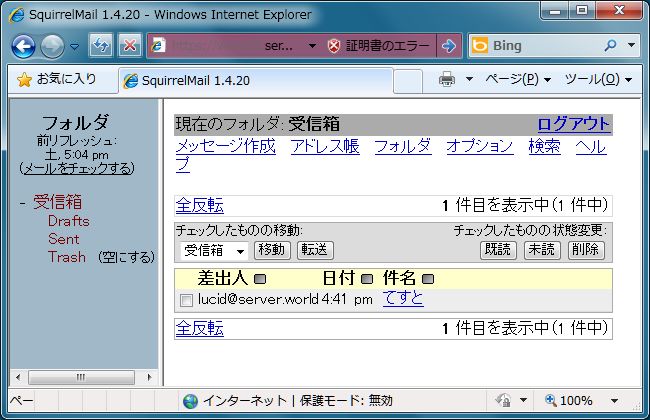 SquirrelMail 1.4.20 - Windows Internet Explorer
ser... 証明書のエラー Bing
お気に入り SquirrelMail 1.4.20 ページ(P) ツール(O)
フォルダ
前リフレッシュ:
土, 5:04 pm
(メールをチェックする)
- 受信箱
Drafts
Sent
Trash (空にする)
現在のフォルダ: 受信箱 ログアウト
メッセージ作成 アドレス帳 フォルダ オプション 検索 ヘル
プ
全反転 1 件目を表示中 (1 件中)
チェックしたものの移動: チェックしたものの状態変更:
受信箱 移動 転送 既読 未読 削除
差出人 日付 件名
lucid@server.world 4:41 pm てすと
全反転 1 件目を表示中 (1 件中)
ペー インターネット | 保護モード: 無効 100%